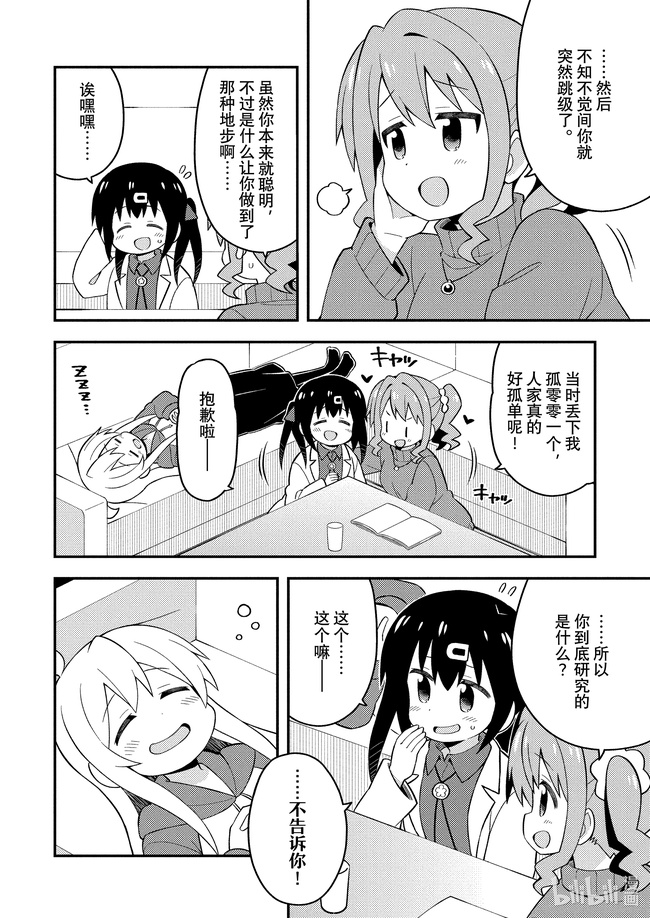 ……然后
不知不觉间你就
突然跳级了。
虽然你本来就聪明，
不过是什么让你做到了
那种地步啊……
诶嘿嘿……
当时丢下我
孤零零一个，
人家真的
好孤单呢！
キャッ
キャッ
抱歉啦——
ZZZ…
……所以
你到底研究的
是什么？
这个……
这个嘛——
……不告诉你！
bilibili
漫画